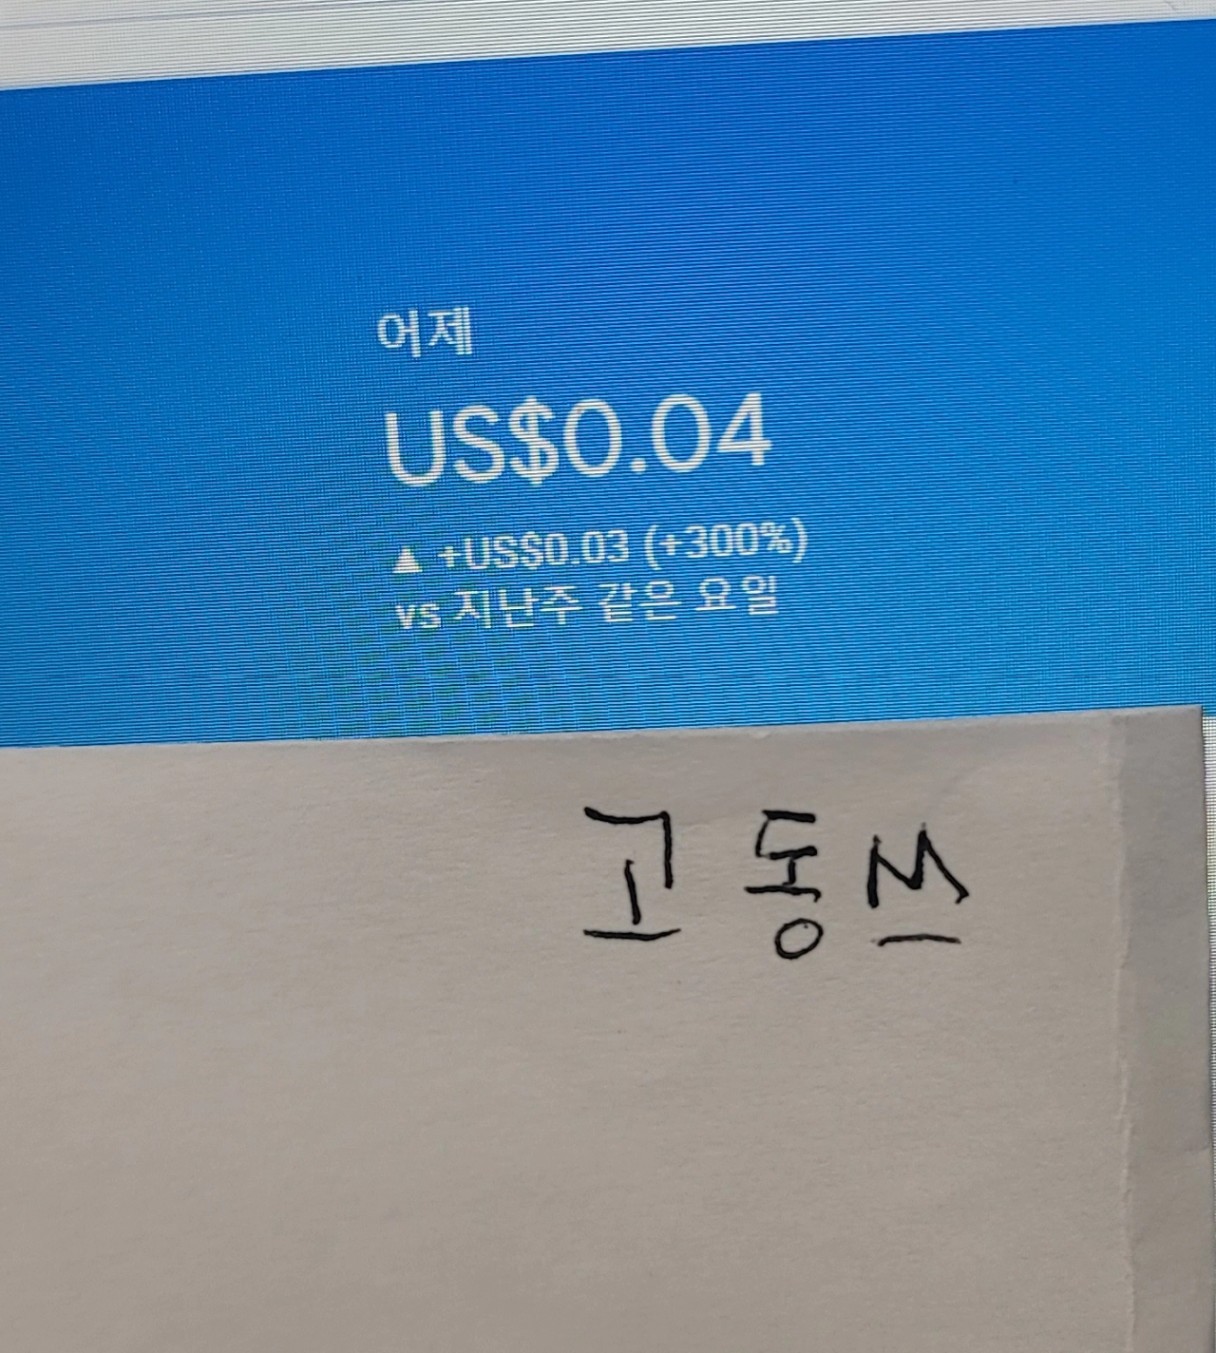 어제
US$0.04
▲ +US$0.03 (+300%)
vs 지난주 같은 요일
고동쓰